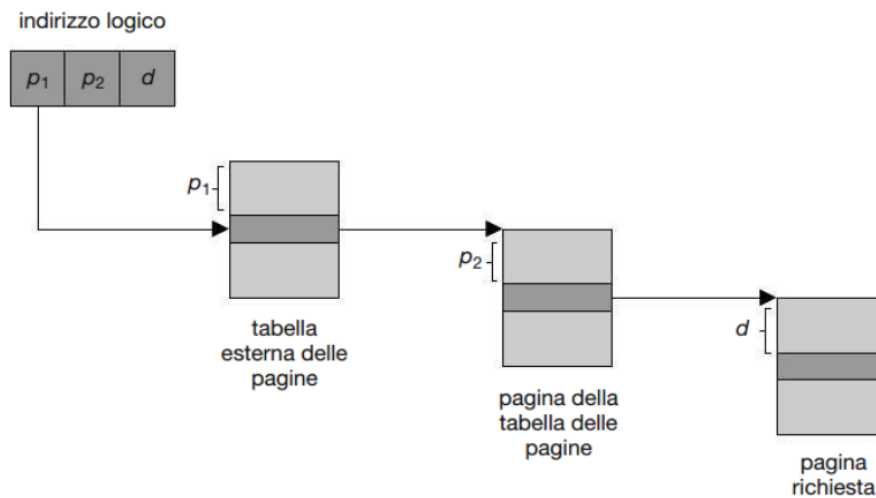 indirizzo logico
p₁ p₂ d
p₁
tabella
esterna delle
pagine
p₂
pagina della
tabella delle
pagine
d
pagina
richiesta